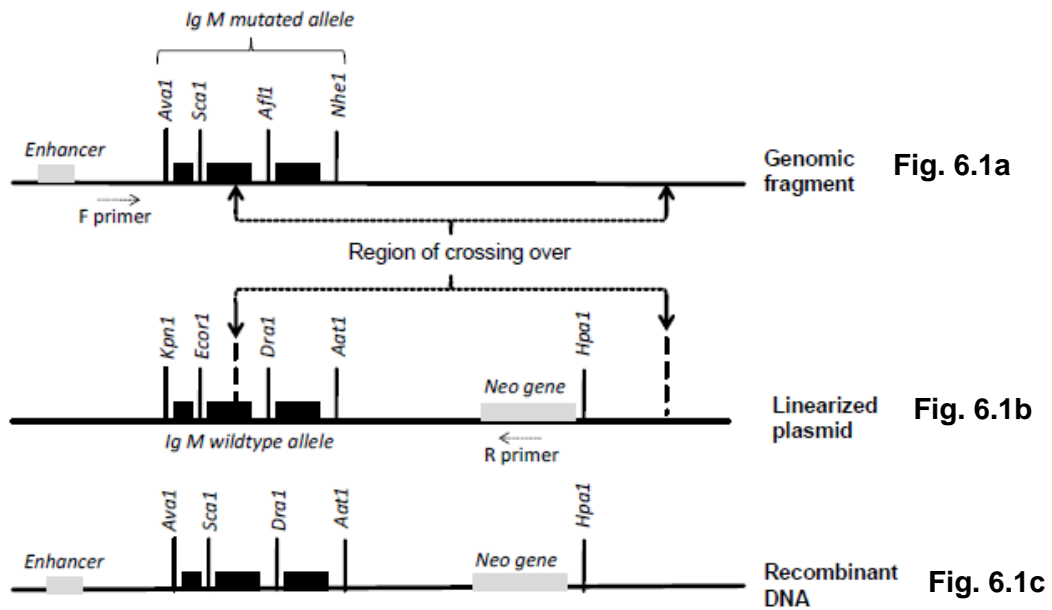 Ig M mutated allele
Ava1
Sca1
Afl1
Nhe1
Enhancer
Genomic
fragment
Fig. 6.1a
F primer
Region of crossing over
Kpn1
Ecor1
Dra1
Aat1
Hpa1
Neo gene
Linearized
plasmid
Fig. 6.1b
Ig M wildtype allele
R primer
Ava1
Sca1
Dra1
Aat1
Hpa1
Enhancer
Neo gene
Recombinant
DNA
Fig. 6.1c